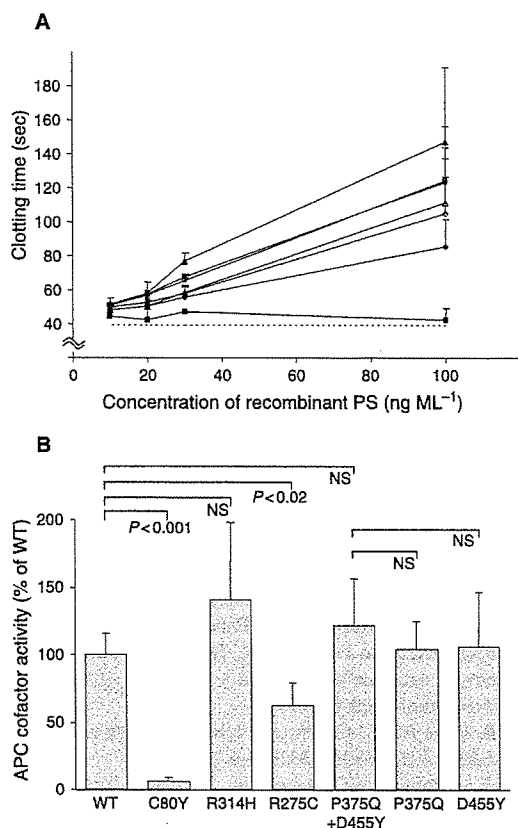 A
Clotting time (sec)
180
160
140
120
100
80
60
40
0
20
40
60
80
100
Concentration of recombinant PS (ng ML⁻¹)
B
APC cofactor activity (% of WT)
NS
P<0.02
NS
P<0.001
NS
NS
200
150
100
50
0
WT
C80Y
R314H
R275C
P375Q
+D455Y
P375Q
D455Y